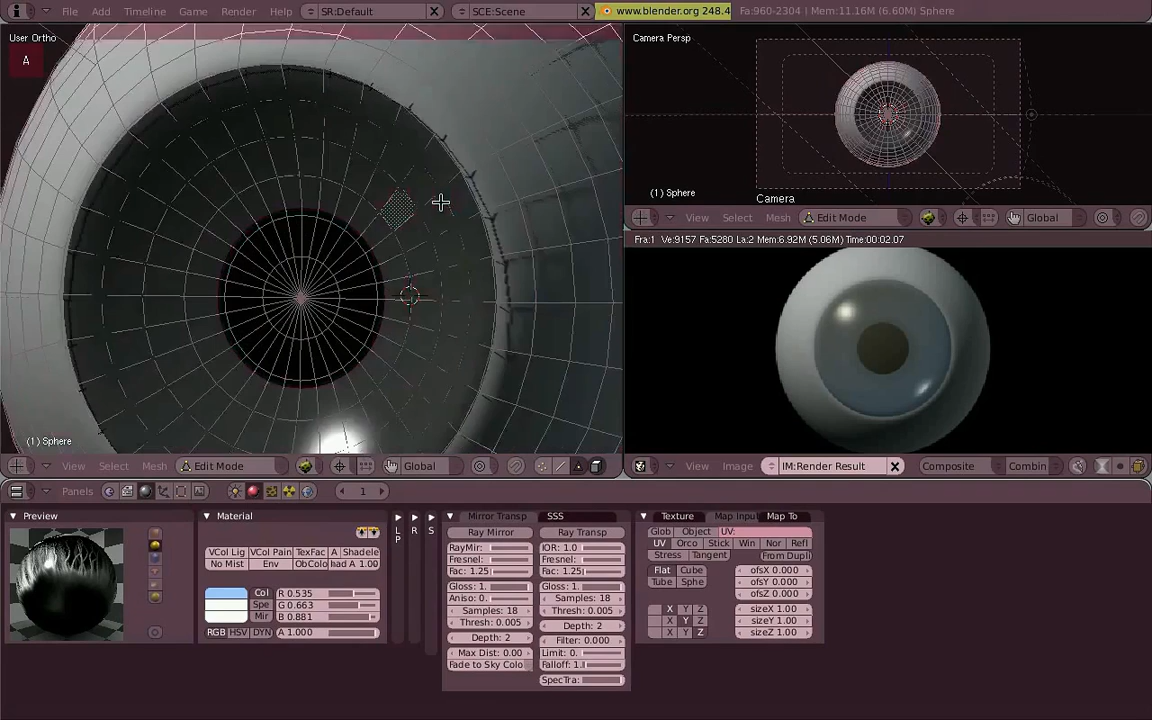 File Add Timeline Game Render Help SR:Default SCE:Scene www.blender.org 248.4 Fa:960-2304 | Mem:11.16M (6.60M) Sphere
User Ortho
A
(1) Sphere
Camera Persp
(1) Sphere
Camera
View Select Mesh Edit Mode Global
Fra:1 Ve:9157 Fa:5280 La:2 Mem:6.92M (5.06M) Time:00:02.07
View Select Mesh Edit Mode Global
View Image IM:Render Result Composite Combin
Panels 1
Preview
Material
VCol Lig VCol Pain TexFac A Shadele
No Mist Env ObColo had A 1.00
Col R 0.535
Spe G 0.663
Mir B 0.881
RGB HSV DYN A 1.000
L
P
R
S
Mirror Transp SSS
Ray Mirror Ray Transp
RayMir: IOR: 1.0
Fresnel: Fresnel:
Fac: 1.25 Fac: 1.25
Gloss: 1. Gloss: 1.
Aniso: 0. Samples: 18
Samples: 18 Thresh: 0.005
Thresh: 0.005
Depth: 2 Depth: 2
Filter: 0.000
Max Dist: 0.00 Limit: 0.
Fade to Sky Colo Falloff: 1.
SpecTra:
Texture Map Input Map To
Glob Object UV:
UV Orco Stick Win Nor Refl
Stress Tangent From Dupli
Flat Cube ofsX 0.000
Tube Sphe ofsY 0.000
ofsZ 0.000
X Y Z sizeX 1.00
X Y Z sizeY 1.00
X Y Z sizeZ 1.00